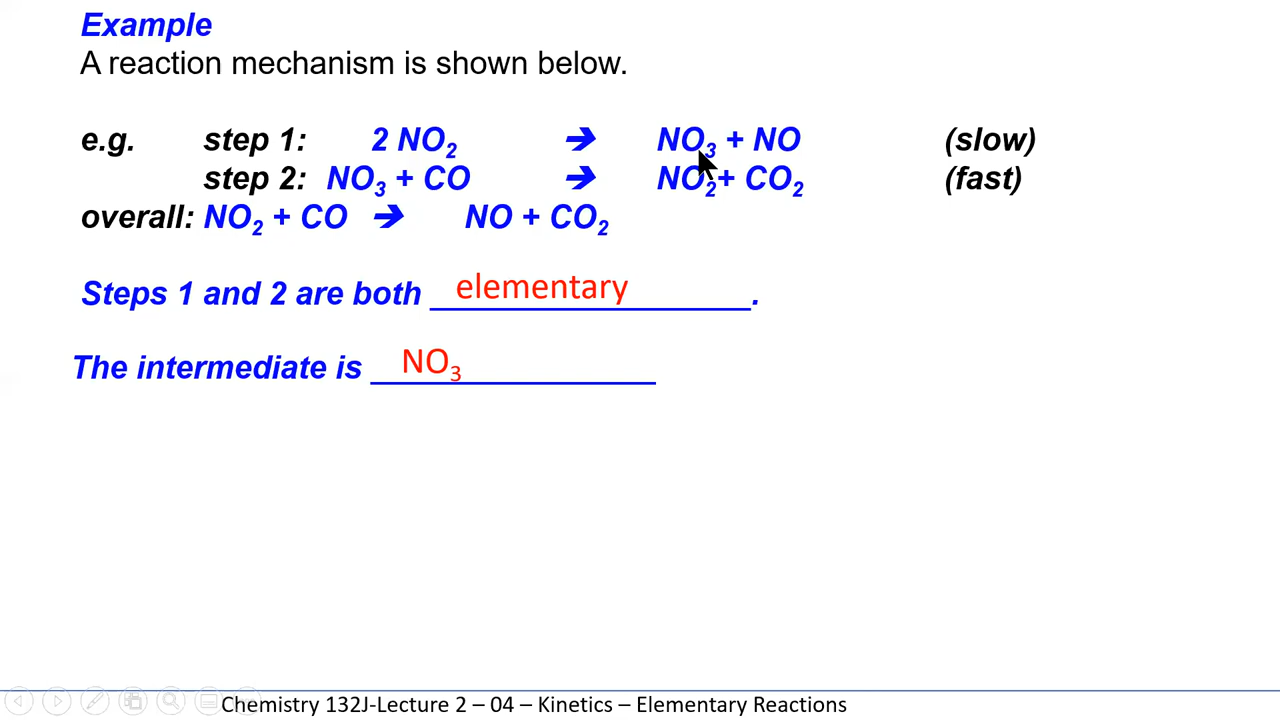 Example
A reaction mechanism is shown below.
e.g. step 1: 2 NO₂ ➔ NO₃ + NO (slow)
step 2: NO₃ + CO ➔ NO₂+ CO₂ (fast)
overall: NO₂ + CO ➔ NO + CO₂
Steps 1 and 2 are both elementary.
The intermediate is NO₃
Chemistry 132J-Lecture 2 – 04 – Kinetics – Elementary Reactions